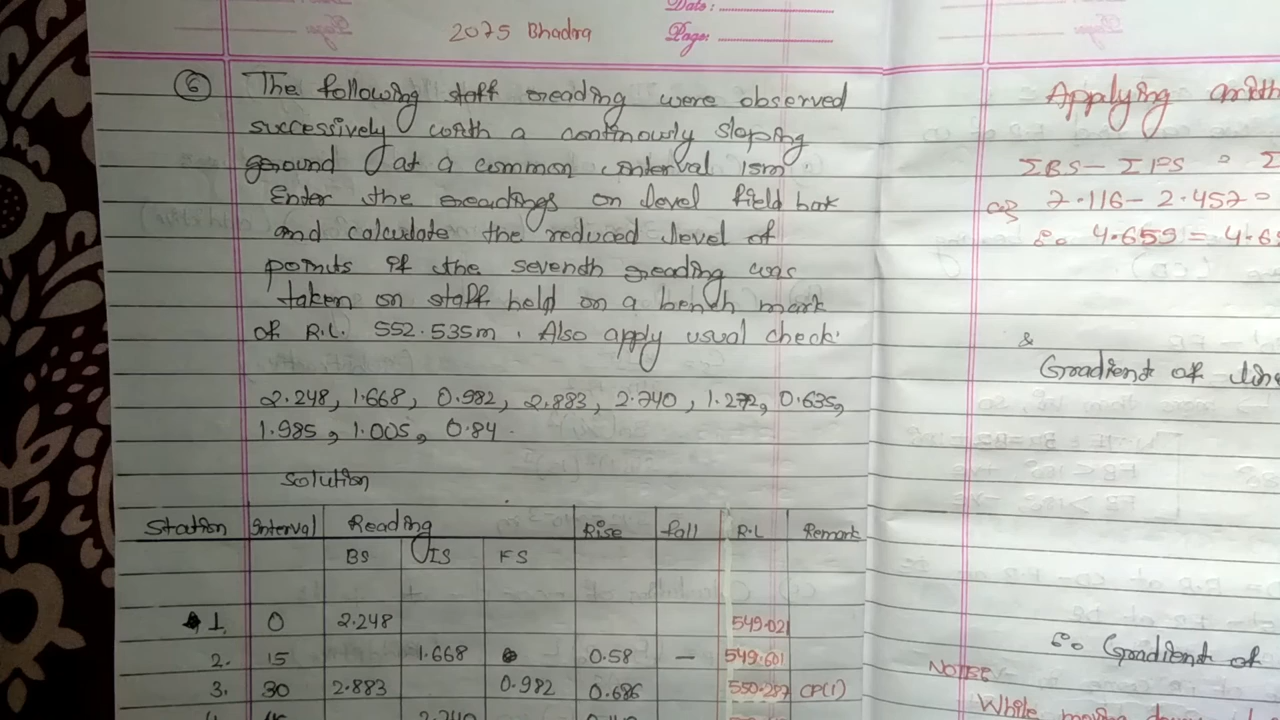 Date: ....................
2075 Bhadra
Page: ....................
6 The following staff reading were observed
successively with a continously sloping
ground at a common interval 15m.
Enter the readings on level field book
and calculate the reduced level of
points if the seventh reading was
taken on staff held on a bench mark
of R.L. 552.535m. Also apply usual check.
2.248, 1.668, 0.982, 2.883, 2.740, 1.272, 0.635,
1.985, 1.005, 0.84.
Solution
Station Interval Reading Rise fall R.L Remark
BS IS FS
1. 0 2.248 549.021
2. 15 1.668 0.58 — 549.601
3. 30 2.883 0.982 0.686 550.287 CP(1)
2.740
Applying
ΣBS - ΣFS = Σ
7.116 - 2.457 =
4.659 = 4.6
&
Gradient of
Gradient of
Note
While moving